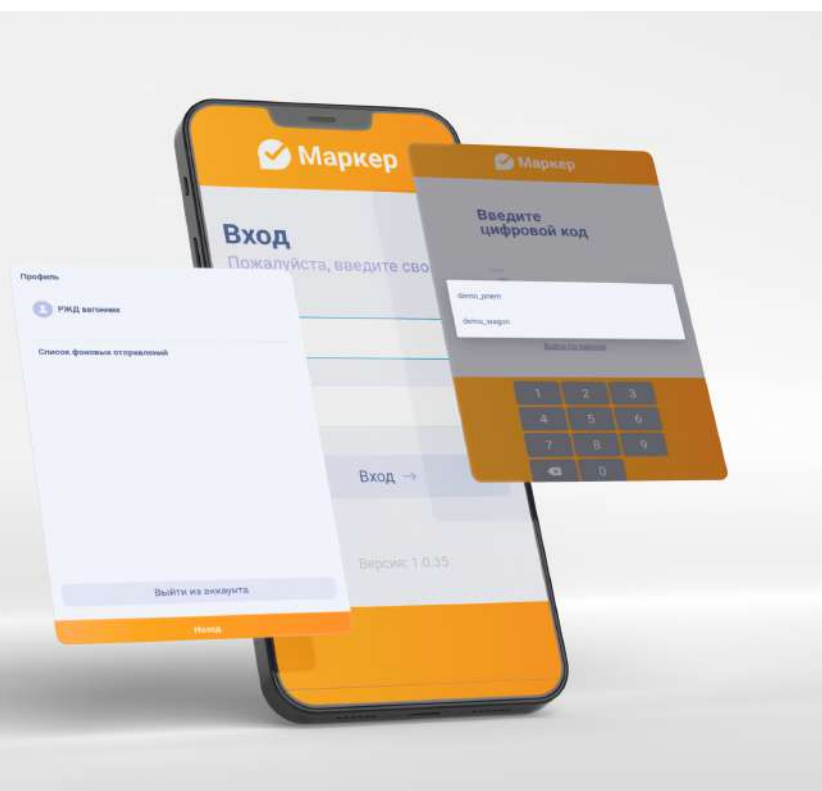 Маркер
Вход
Пожалуйста, введите сво
Вход →
Версия: 1.0.35
Профиль
РЖД вагонник
Список фоновых отправлений
Выйти из аккаунта
Назад
Маркер
Введите
цифровой код
demo_priem
demo_wagon
1 2 3
4 5 6
7 8 9
0